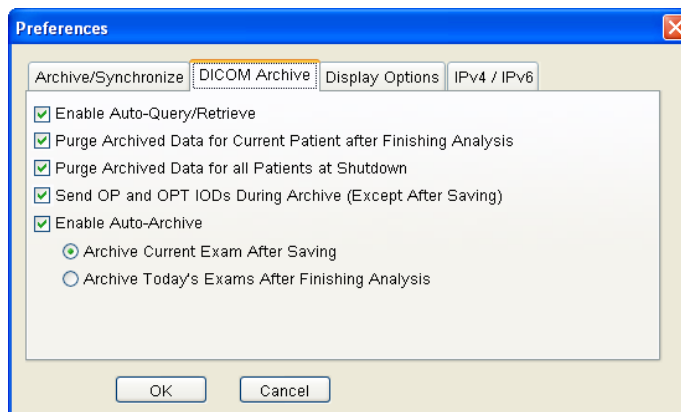 Preferences
Archive/Synchronize DICOM Archive Display Options IPv4 / IPv6
Enable Auto-Query/Retrieve
Purge Archived Data for Current Patient after Finishing Analysis
Purge Archived Data for all Patients at Shutdown
Send OP and OPT IODs During Archive (Except After Saving)
Enable Auto-Archive
Archive Current Exam After Saving
Archive Today's Exams After Finishing Analysis
OK Cancel